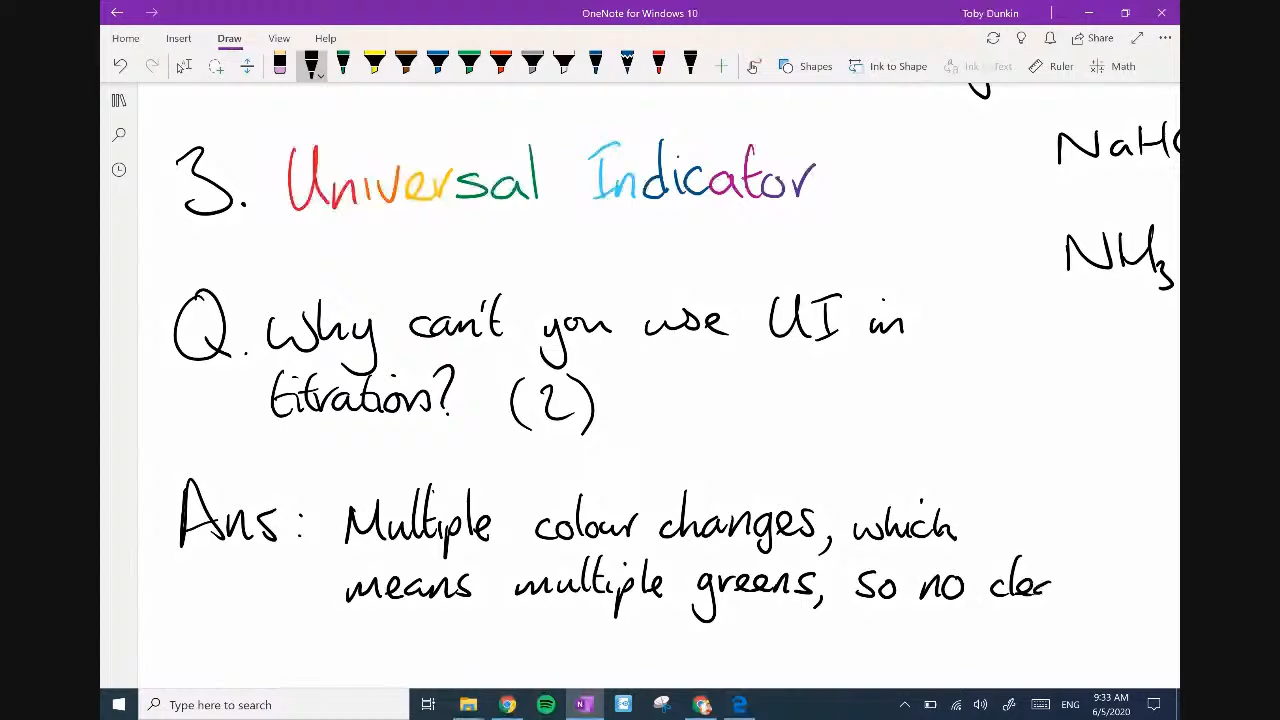 OneNote for Windows 10
Toby Dunkin
Home Insert Draw View Help
Share
Shapes Ink to Shape Ink to Text Ruler Math
3. Universal Indicator
NaH
NH3
Q. Why can't you use UI in
titrations? (2)
Ans: Multiple colour changes, which
means multiple greens, so no clea
Type here to search
9:33 AM
6/5/2020